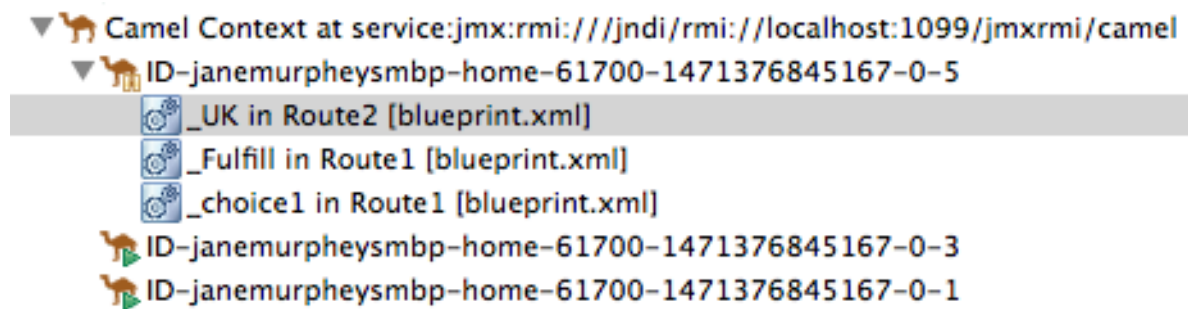 Camel Context at service:jmx:rmi:///jndi/rmi://localhost:1099/jmxrmi/camel
ID-janemurpheysmbp-home-61700-1471376845167-0-5
_UK in Route2 [blueprint.xml]
_Fulfill in Route1 [blueprint.xml]
_choice1 in Route1 [blueprint.xml]
ID-janemurpheysmbp-home-61700-1471376845167-0-3
ID-janemurpheysmbp-home-61700-1471376845167-0-1